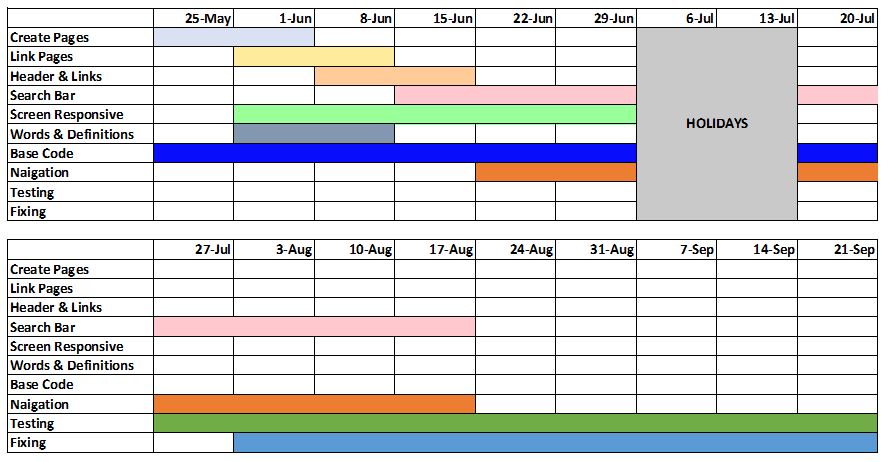 25-May 1-Jun 8-Jun 15-Jun 22-Jun 29-Jun 6-Jul 13-Jul 20-Jul
Create Pages
Link Pages
Header & Links
Search Bar
Screen Responsive
HOLIDAYS
Words & Definitions
Base Code
Naigation
Testing
Fixing
27-Jul 3-Aug 10-Aug 17-Aug 24-Aug 31-Aug 7-Sep 14-Sep 21-Sep
Create Pages
Link Pages
Header & Links
Search Bar
Screen Responsive
Words & Definitions
Base Code
Naigation
Testing
Fixing